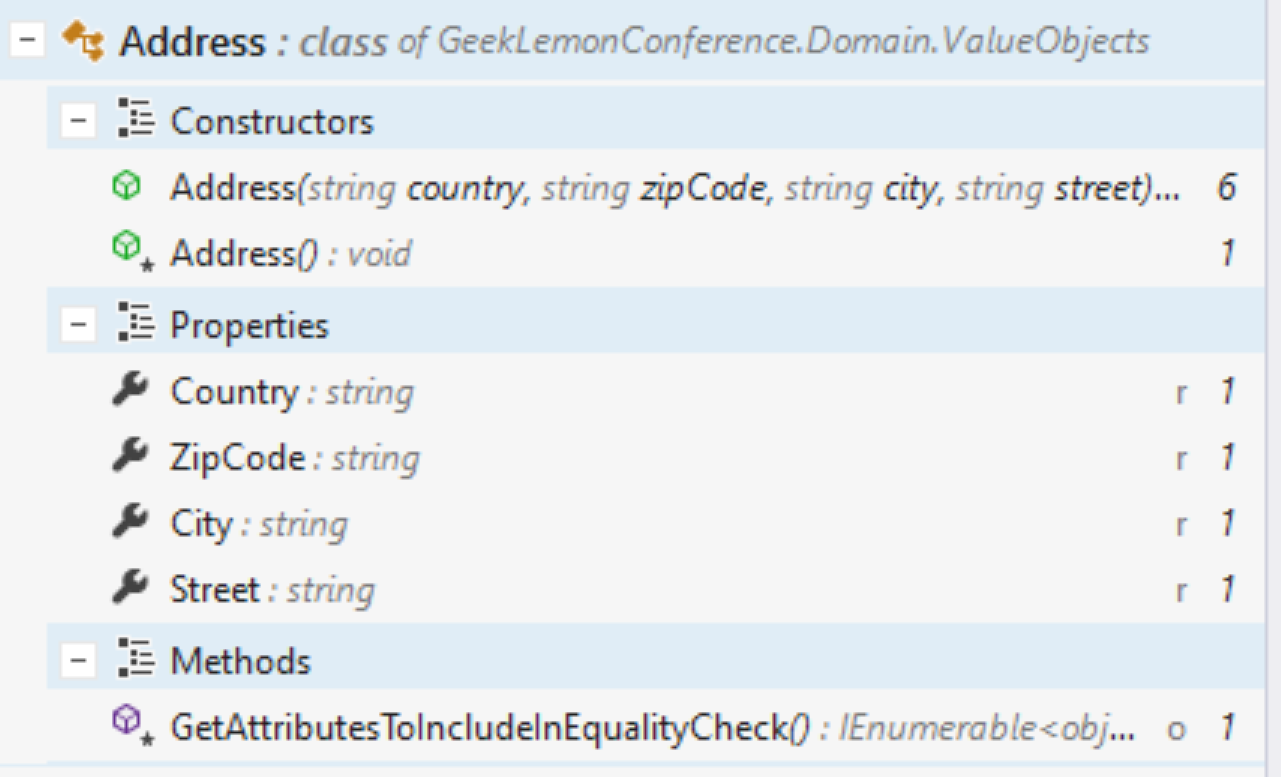 Address : class of GeekLemonConference.Domain.ValueObjects
Constructors
Address(string country, string zipCode, string city, string street)... 6
Address() : void 1
Properties
Country : string r 1
ZipCode : string r 1
City : string r 1
Street : string r 1
Methods
GetAttributesToIncludeInEqualityCheck() : IEnumerable<obj... o 1